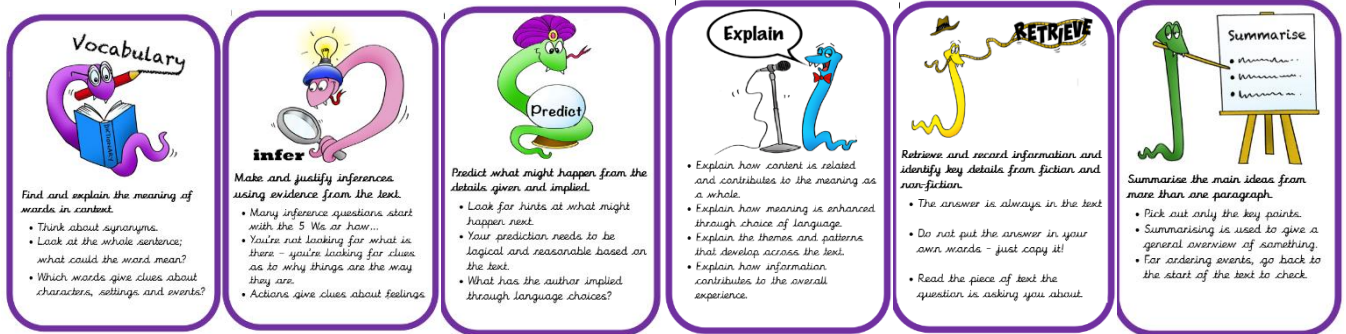 Vocabulary
DICTIONARY
Find and explain the meaning of
words in context
• Think about synonyms.
• Look at the whole sentence;
what could the word mean?
• Which words give clues about
characters, settings and events?
infer
Make and justify inferences
using evidence from the text.
• Many inference questions start
with the 5 Ws or how...
• You're not looking for what is
there – you're looking for clues
as to why things are the way
they are.
• Actions give clues about feelings
Predict
Predict what might happen from the
details given and implied.
• Look for hints at what might
happen next.
• Your prediction needs to be
logical and reasonable based on
the text.
• What has the author implied
through language choices?
Explain
• Explain how content is related
and contributes to the meaning as
a whole.
• Explain how meaning is enhanced
through choice of language.
• Explain the themes and patterns
that develop across the text.
• Explain how information
contributes to the overall
experience.
RETRIEVE
Retrieve and record information and
identify key details from fiction and
non-fiction.
• The answer is always in the text
• Do not put the answer in your
own words – just copy it!
• Read the piece of text the
question is asking you about.
Summarise
Summarise the main ideas from
more than one paragraph.
• Pick out only the key points.
• Summarising is used to give a
general overview of something.
• For ordering events, go back to
the start of the text to check.